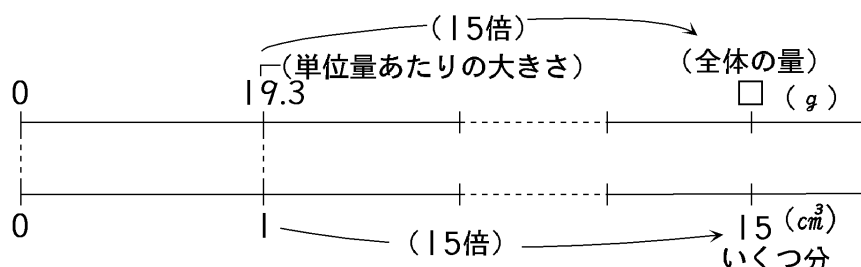 (15倍)
(単位量あたりの大きさ)
(全体の量)
0 19.3 □ (g)
0 1 (15倍) 15 (cm³)
いくつ分